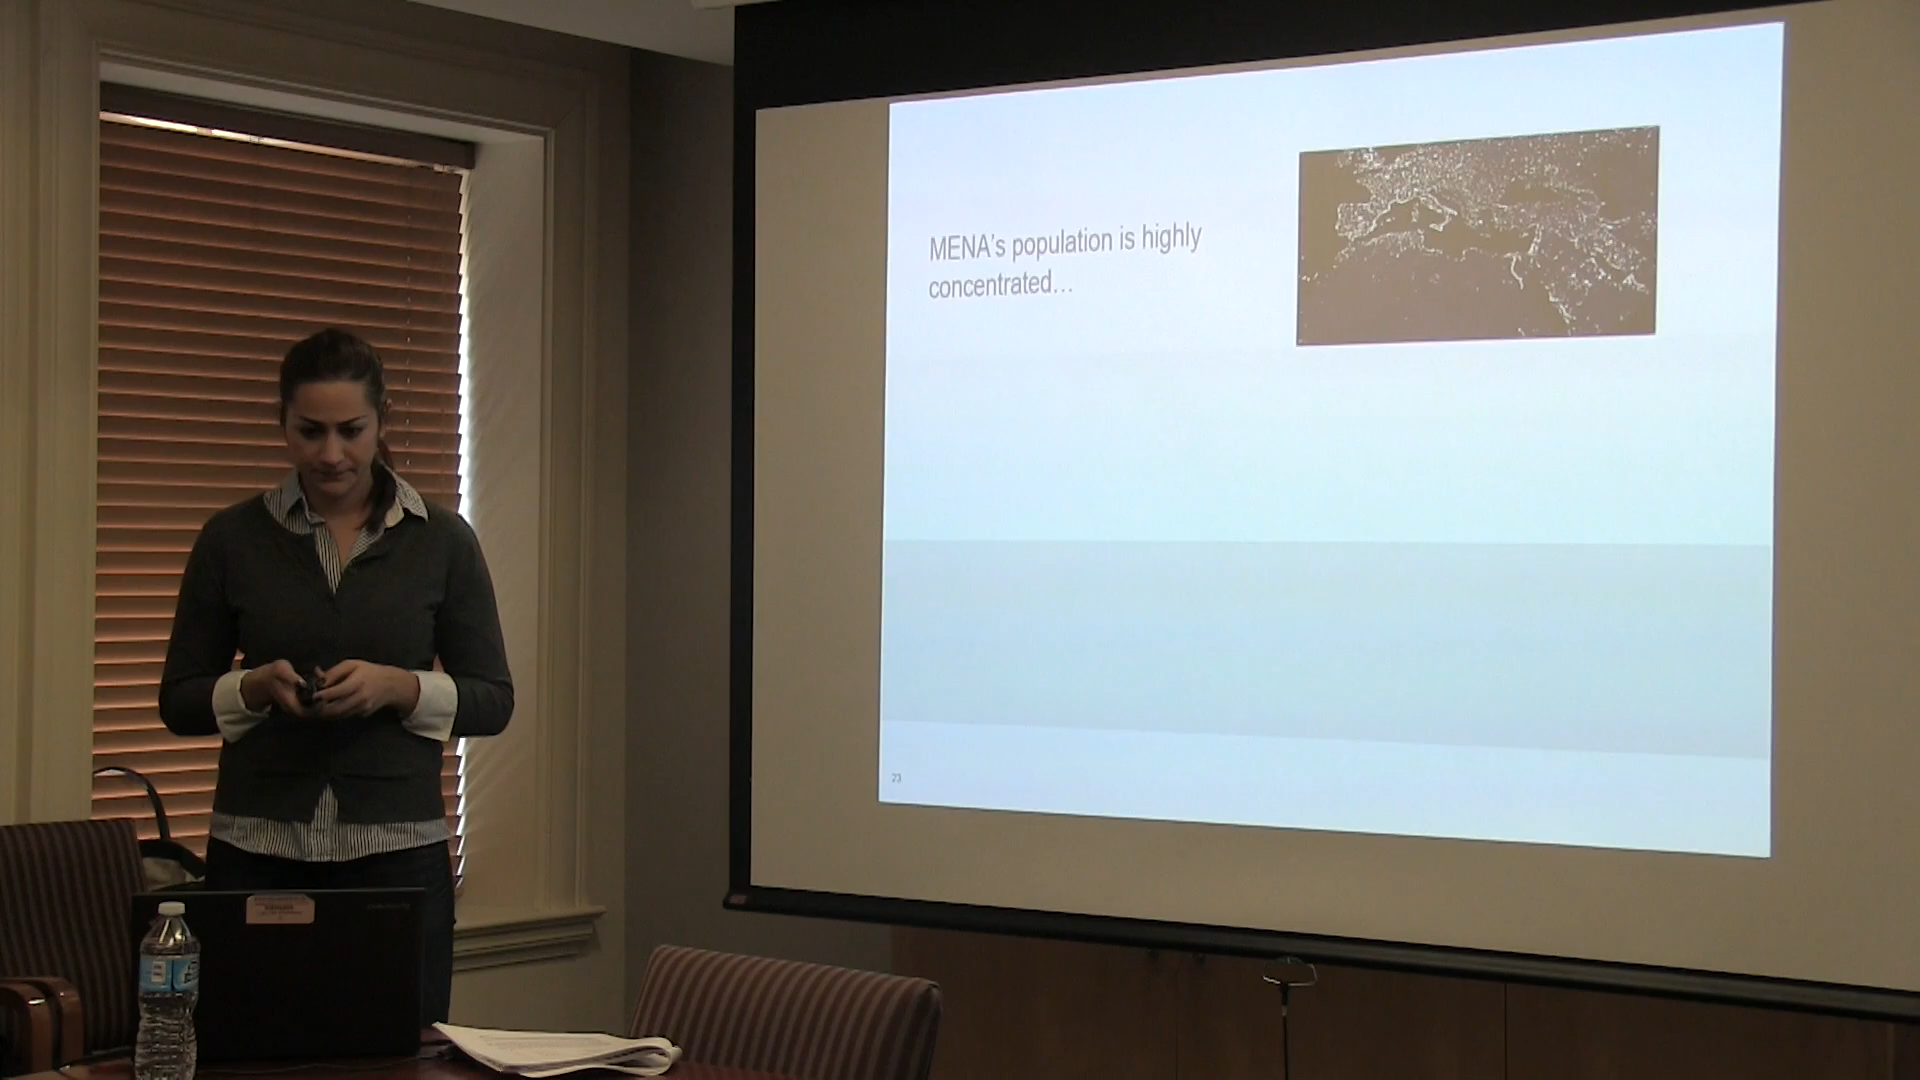 MENA's population is highly
concentrated…
23